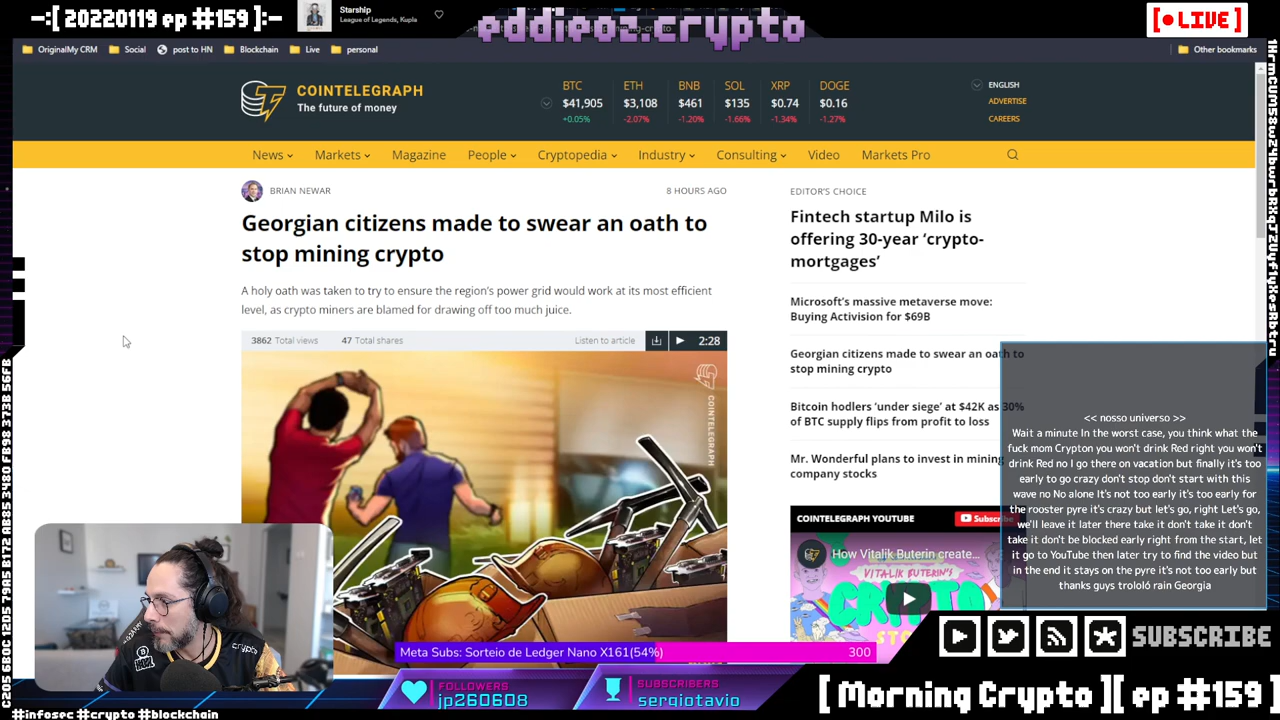 -:[ 20220119 ep #159 ]:-
Starship
League of Legends, Kupla
eddieoz.crypto
[ ● LIVE ]
OriginalMy CRM
Social
post to HN
Blockchain
Live
personal
Other bookmarks
COINTELEGRAPH
The future of money
BTC ETH BNB SOL XRP DOGE
$41,905 $3,108 $461 $135 $0.74 $0.16
+0.05% -2.07% -1.20% -1.66% -1.34% -1.27%
ENGLISH
ADVERTISE
CAREERS
News Markets Magazine People Cryptopedia Industry Consulting Video Markets Pro
BRIAN NEWAR
8 HOURS AGO
Georgian citizens made to swear an oath to
stop mining crypto
A holy oath was taken to try to ensure the region's power grid would work at its most efficient
level, as crypto miners are blamed for drawing off too much juice.
3862 Total views
47 Total shares
Listen to article
2:28
COINTELEGRAPH
EDITOR'S CHOICE
Fintech startup Milo is
offering 30-year 'crypto-
mortgages'
Microsoft's massive metaverse move:
Buying Activision for $69B
Georgian citizens made to swear an oath to
stop mining crypto
Bitcoin hodlers 'under siege' at $42K as 30%
of BTC supply flips from profit to loss
Mr. Wonderful plans to invest in mining
company stocks
COINTELEGRAPH YOUTUBE
Subscribe
How Vitalik Buterin create...
VITALIK BUTERIN'S
<< nosso universo >>
Wait a minute In the worst case, you think what the
fuck mom Crypton you won't drink Red right you won't
drink Red no I go there on vacation but finally it's too
early to go crazy don't stop don't start with this
wave no No alone It's not too early it's too early for
the rooster pyre it's crazy but let's go, right Let's go,
we'll leave it later there take it don't take it don't
take it don't be blocked early right from the start, let
it go to YouTube then later try to find the video but
in the end it stays on the pyre it's not too early but
thanks guys trololó rain Georgia
crypto
Meta Subs: Sorteio de Ledger Nano X161(54%)
300
SUBSCRIBE
FOLLOWERS
jp260608
SUBSCRIBERS
sergiotavio
[ Morning Crypto ][ ep #159 ]
#infosec #crypto #blockchain